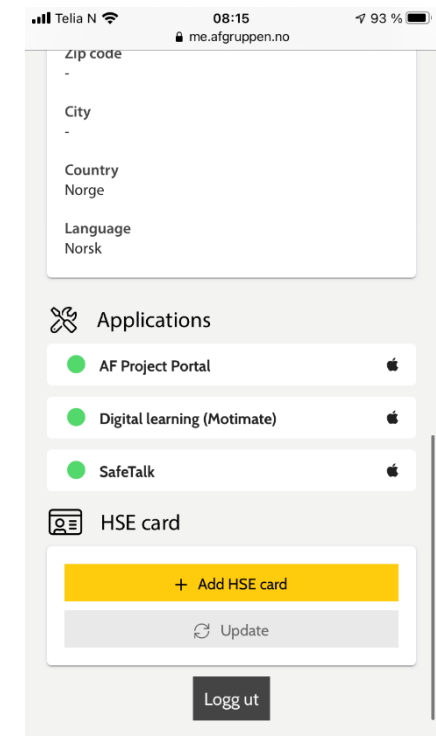 Telia N 08:15 93 %
me.afgruppen.no
Zip code
-
City
-
Country
Norge
Language
Norsk
Applications
AF Project Portal
Digital learning (Motimate)
SafeTalk
HSE card
+ Add HSE card
Update
Logg ut